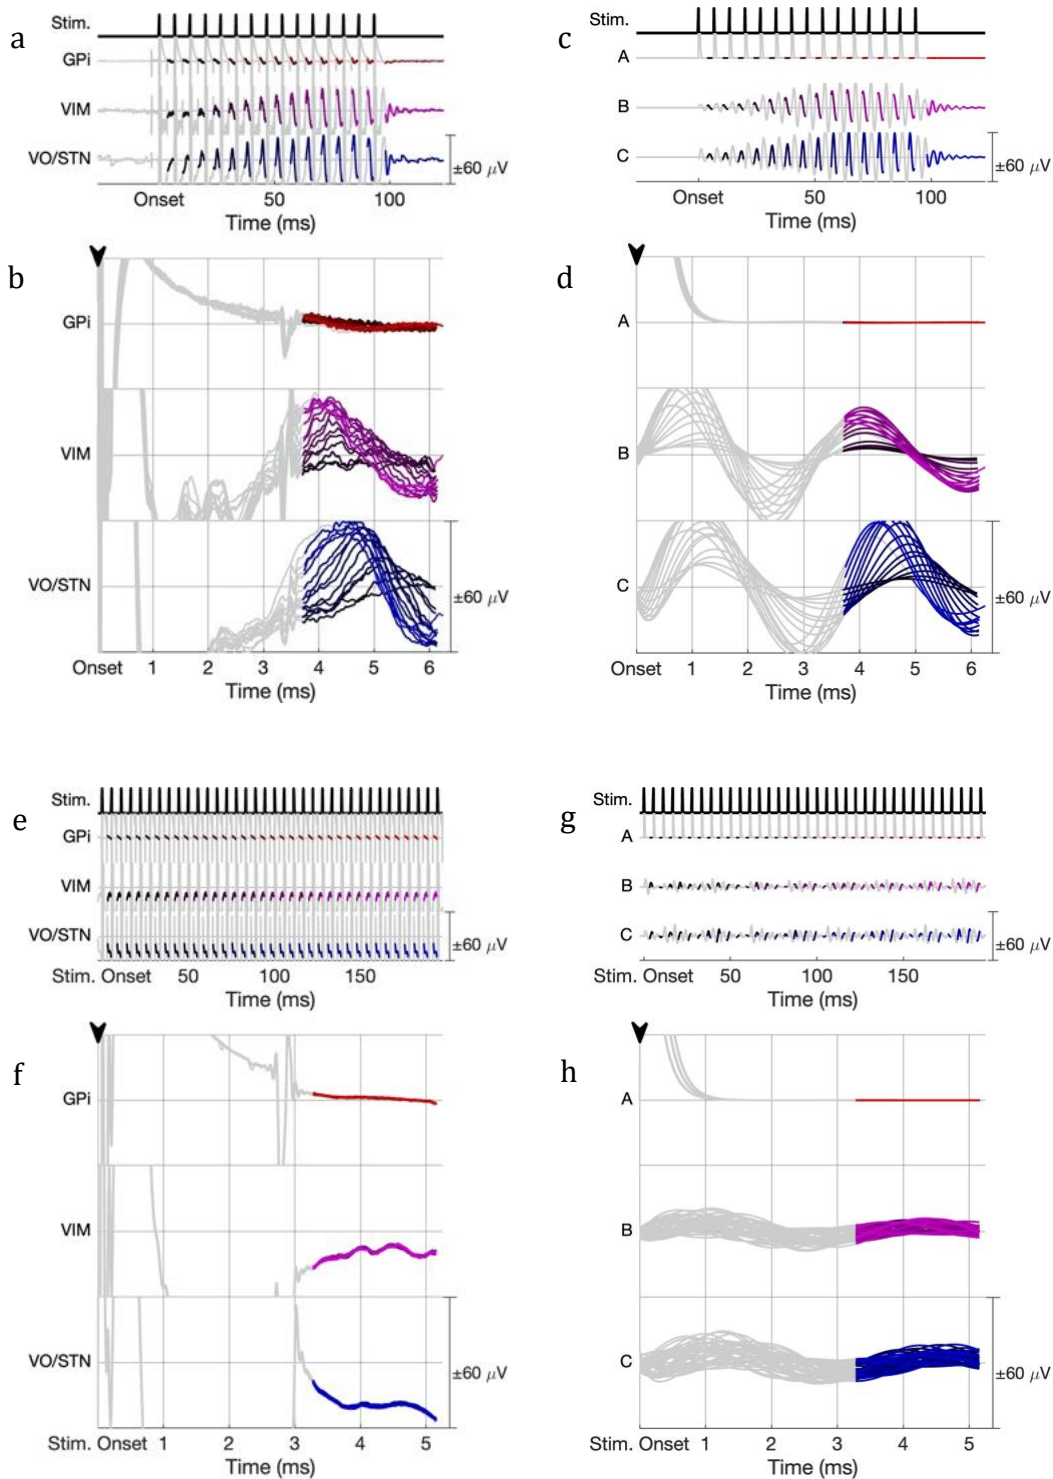 a
Stim.
GPi
VIM
VO/STN
±60 μV
Onset 50 100
Time (ms)
c
Stim.
A
B
C
±60 μV
Onset 50 100
Time (ms)
b
GPi
VIM
VO/STN
±60 μV
Onset 1 2 3 4 5 6
Time (ms)
d
A
B
C
±60 μV
Onset 1 2 3 4 5 6
Time (ms)
e
Stim.
GPi
VIM
VO/STN
±60 μV
Stim. Onset 50 100 150
Time (ms)
g
Stim.
A
B
C
±60 μV
Stim. Onset 50 100 150
Time (ms)
f
GPi
VIM
VO/STN
±60 μV
Stim. Onset 1 2 3 4 5
Time (ms)
h
A
B
C
±60 μV
Stim. Onset 1 2 3 4 5
Time (ms)